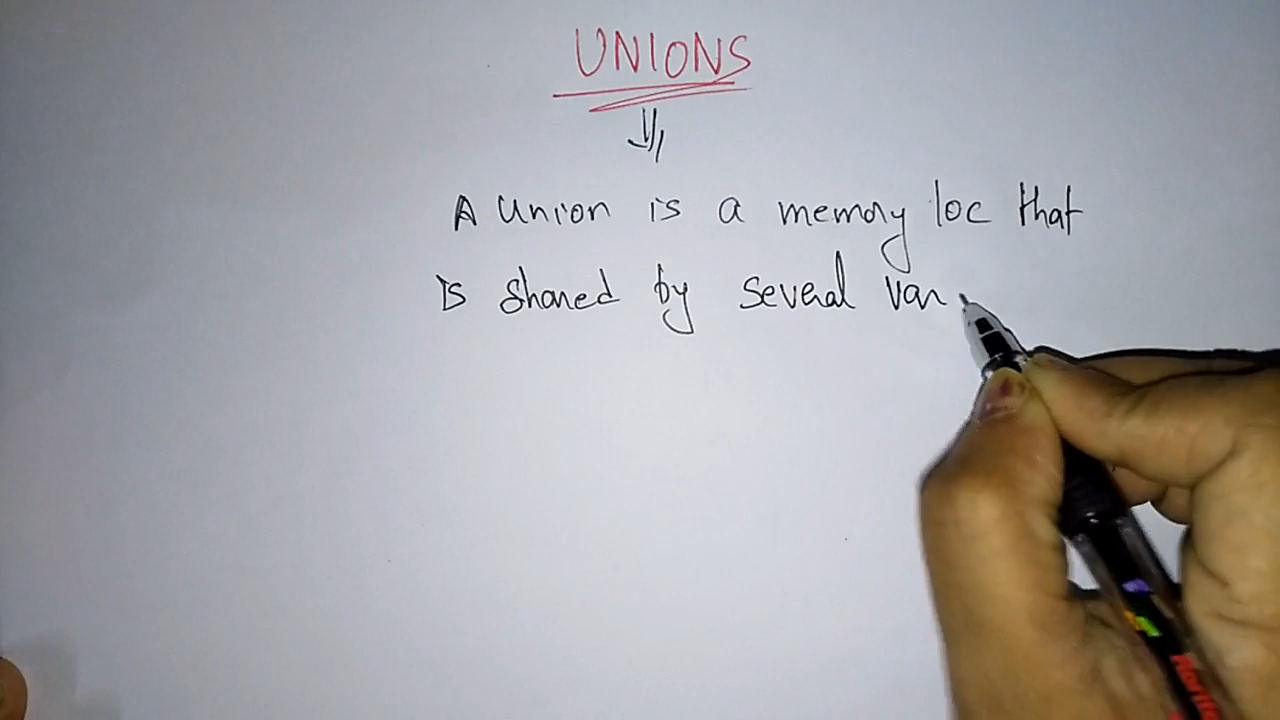 UNIONS
A union is a memory loc that
is shared by several var